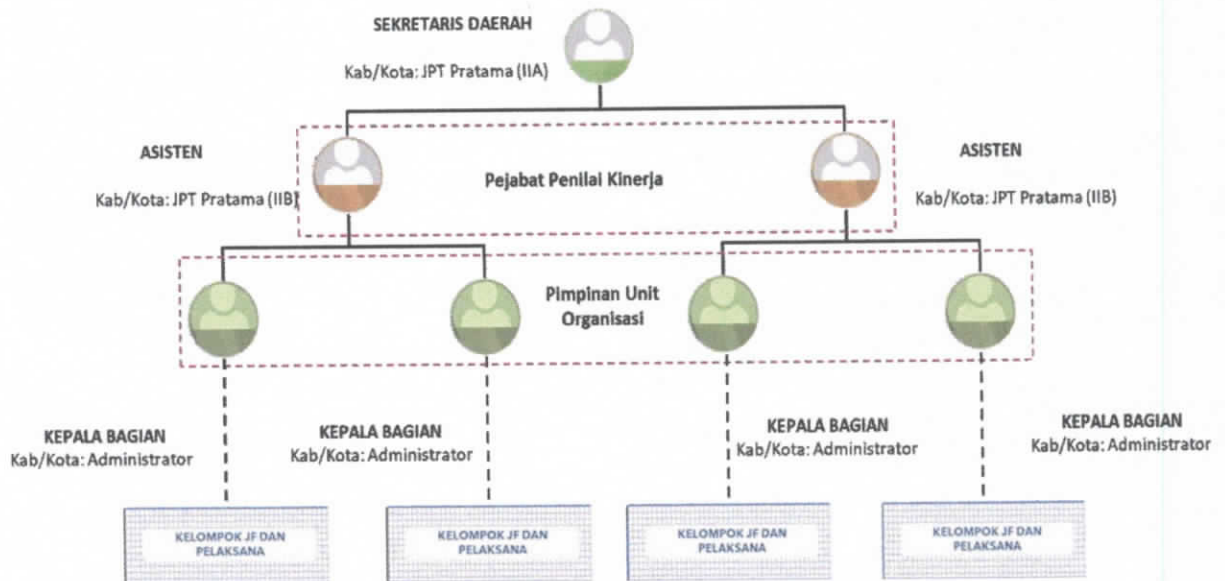 SEKRETARIS DAERAH
Kab/Kota: JPT Pratama (IIA)
ASISTEN
Kab/Kota: JPT Pratama (IIB)
Pejabat Penilai Kinerja
ASISTEN
Kab/Kota: JPT Pratama (IIB)
Pimpinan Unit
Organisasi
KEPALA BAGIAN
Kab/Kota: Administrator
KEPALA BAGIAN
Kab/Kota: Administrator
KEPALA BAGIAN
Kab/Kota: Administrator
KEPALA BAGIAN
Kab/Kota: Administrator
KELOMPOK JF DAN
PELAKSANA
KELOMPOK JF DAN
PELAKSANA
KELOMPOK JF DAN
PELAKSANA
KELOMPOK JF DAN
PELAKSANA